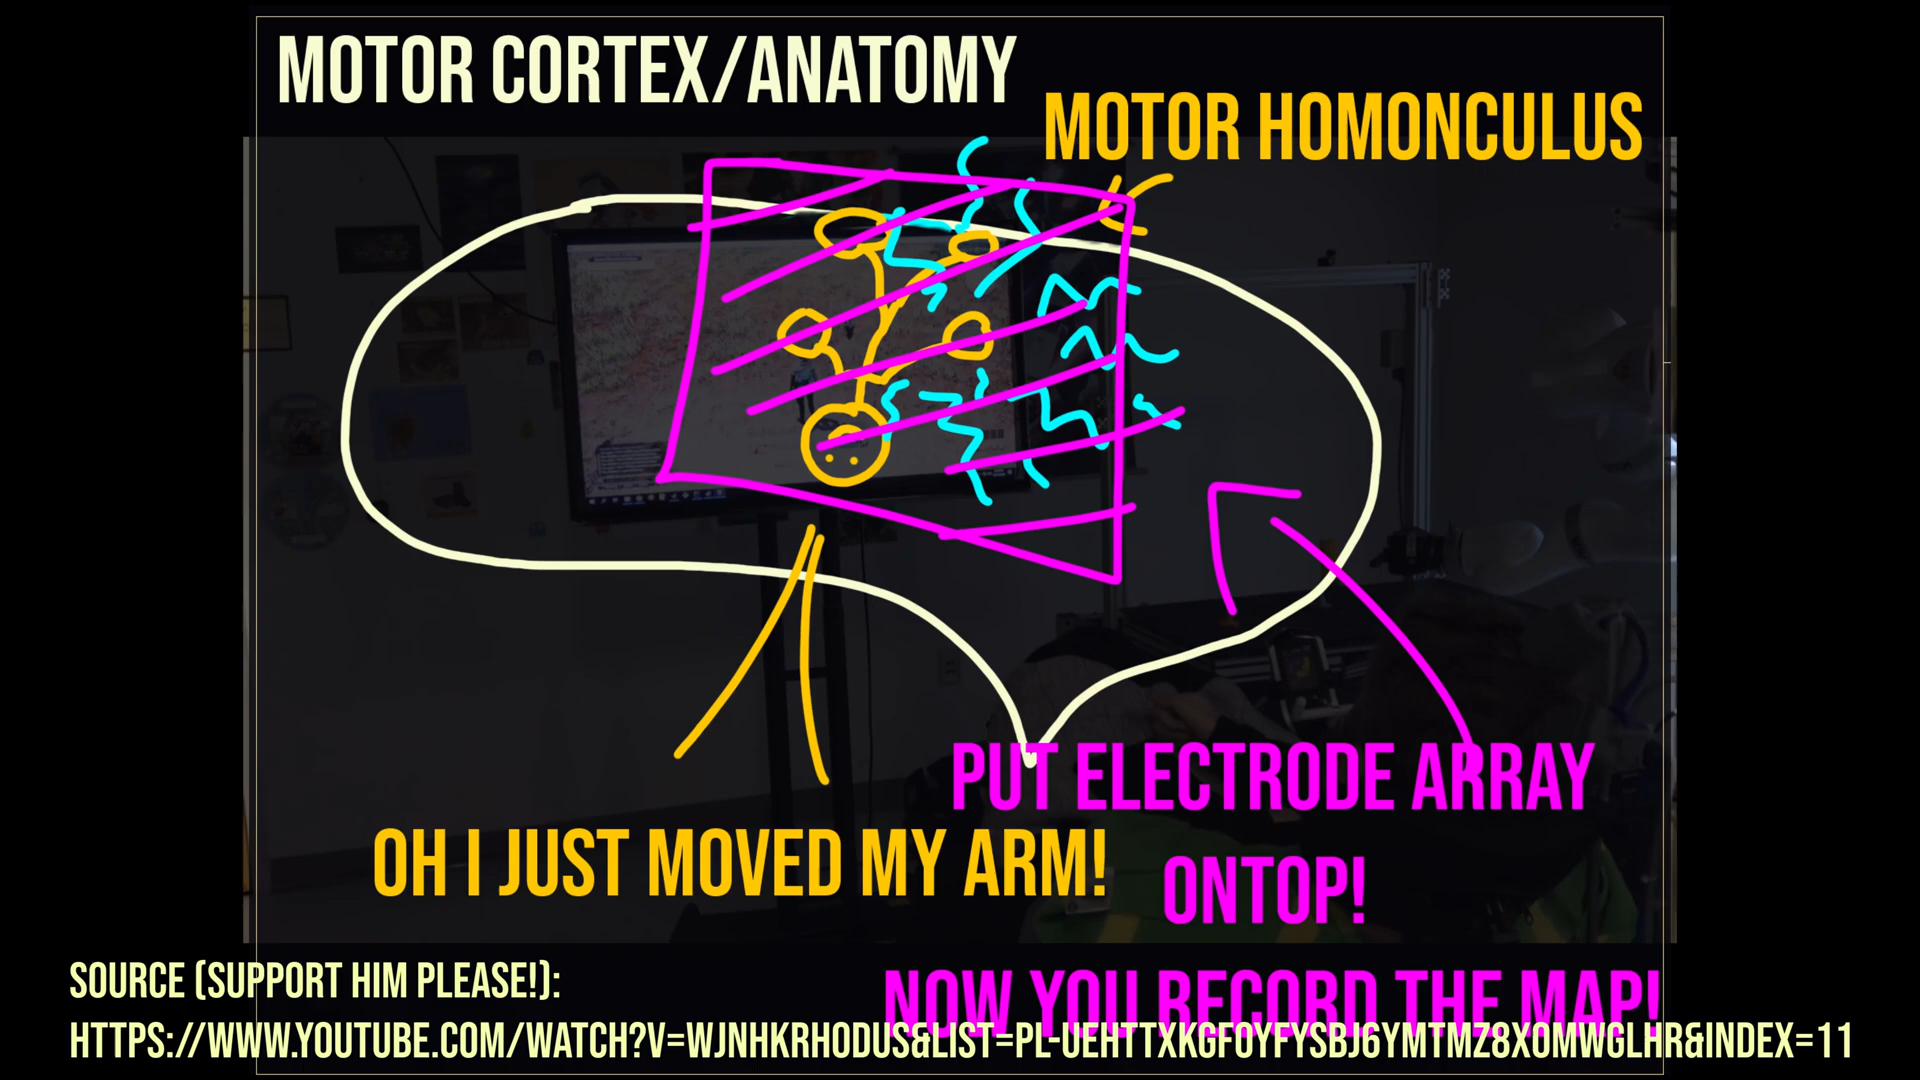 MOTOR CORTEX/ANATOMY
MOTOR HOMONCULUS
PUT ELECTRODE ARRAY
ONTOP!
OH I JUST MOVED MY ARM!
NOW YOU RECORD THE MAP!
SOURCE (SUPPORT HIM PLEASE!):
HTTPS://WWW.YOUTUBE.COM/WATCH?V=WJNHKRHODUS&LIST=PL-UEHTTXKGFOYFYSBJ6YMTMZ8XOMWGLHR&INDEX=11